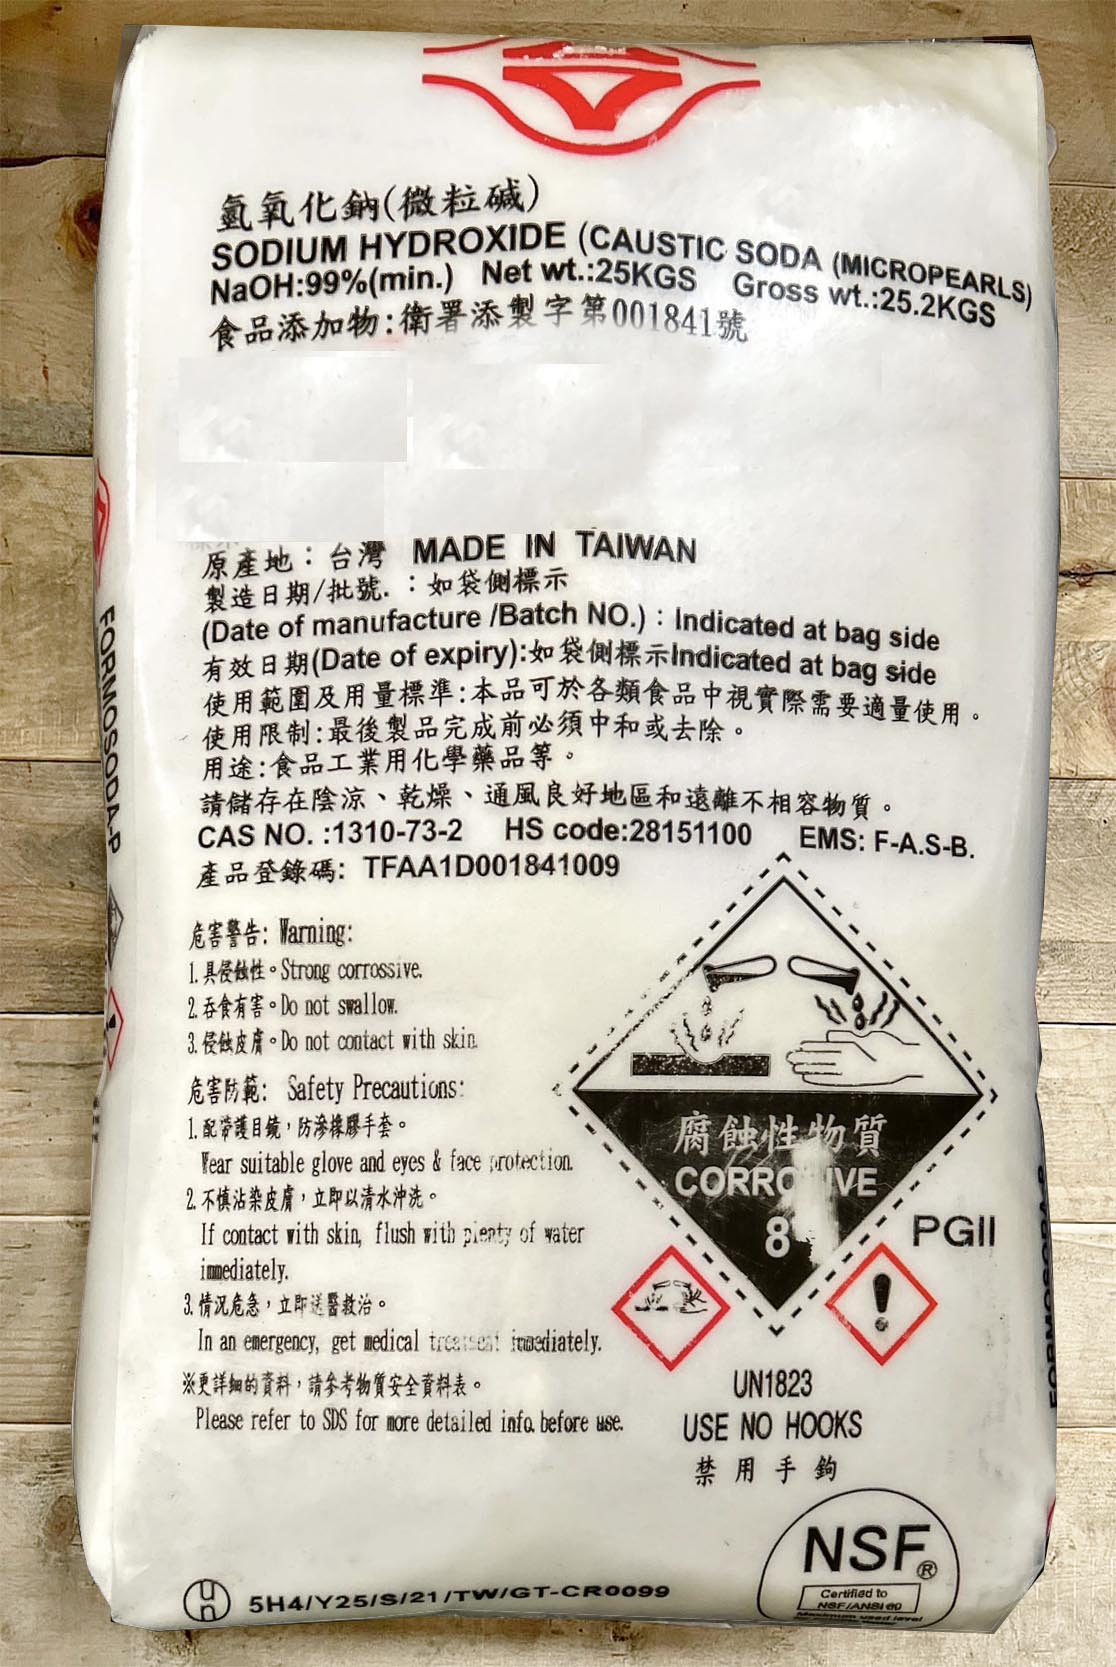 氫氧化鈉(微粒碱)
SODIUM HYDROXIDE (CAUSTIC SODA (MICROPEARLS)
NaOH:99%(min.) Net wt.:25KGS Gross wt.:25.2KGS
食品添加物:衛署添製字第001841號
原產地：台灣 MADE IN TAIWAN
製造日期/批號.：如袋側標示
(Date of manufacture /Batch NO.)：Indicated at bag side
有效日期(Date of expiry):如袋側標示Indicated at bag side
使用範圍及用量標準:本品可於各類食品中視實際需要適量使用。
使用限制:最後製品完成前必須中和或去除。
用途:食品工業用化學藥品等。
請儲存在陰涼、乾燥、通風良好地區和遠離不相容物質。
CAS NO. :1310-73-2 HS code:28151100 EMS: F-A.S-B.
產品登錄碼: TFAA1D001841009
危害警告: Warning:
1.具侵蝕性。Strong corrossive.
2.吞食有害。Do not swallow.
3.侵蝕皮膚。Do not contact with skin.
危害防範: Safety Precautions:
1.配帶護目鏡，防滲橡膠手套。
Wear suitable glove and eyes & face protection.
2.不慎沾染皮膚，立即以清水沖洗。
If contact with skin, flush with plenty of water
immediately.
3.情況危急，立即送醫救治。
In an emergency, get medical treatment immediately.
※更詳細的資料，請參考物質安全資料表。
Please refer to SDS for more detailed info. before use.
腐蝕性物質
CORROSIVE
8
PGII
UN1823
USE NO HOOKS
禁用手鉤
NSF®
Certified to
NSF/ANSI 60
Maximum used level
un 5H4/Y25/S/21/TW/GT-CR0099
FORMOSODA-P
FORMOSODA-P